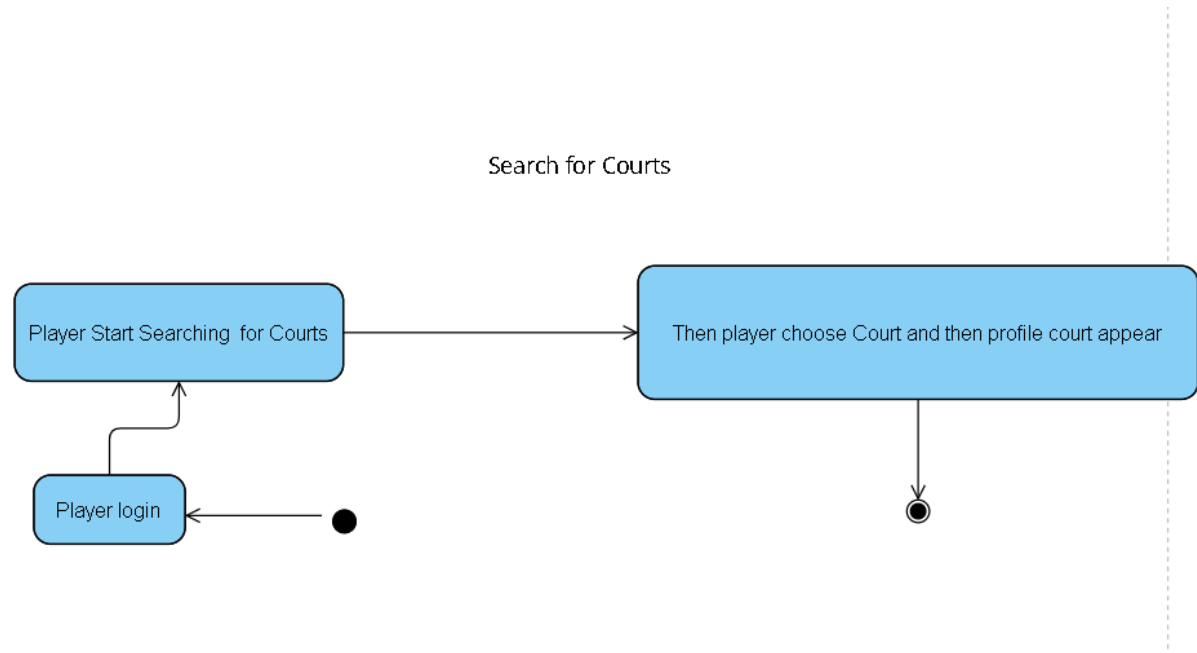 Search for Courts
Player Start Searching  for Courts
Then player choose Court and then profile court appear
Player login